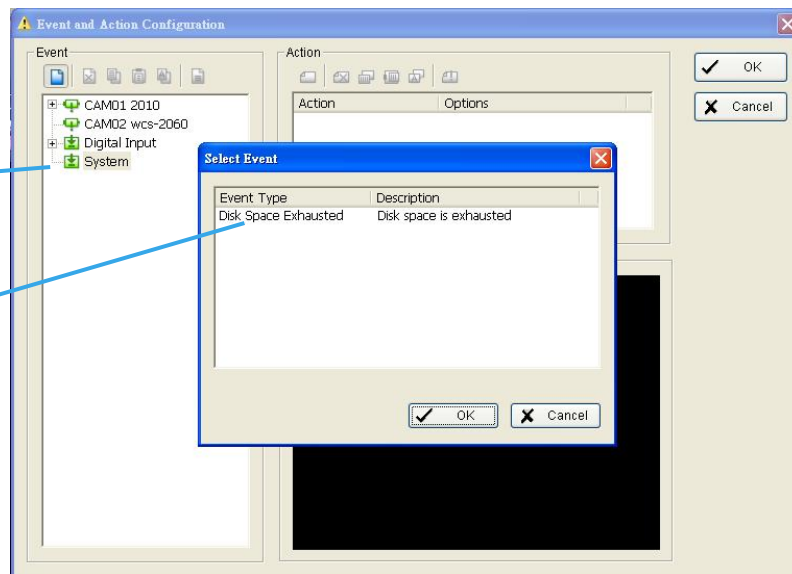 Event and Action Configuration
Event
Action
OK
Cancel
CAM01 2010
CAM02 wcs-2060
Digital Input
System
Action Options
Select Event
Event Type Description
Disk Space Exhausted Disk space is exhausted
OK Cancel